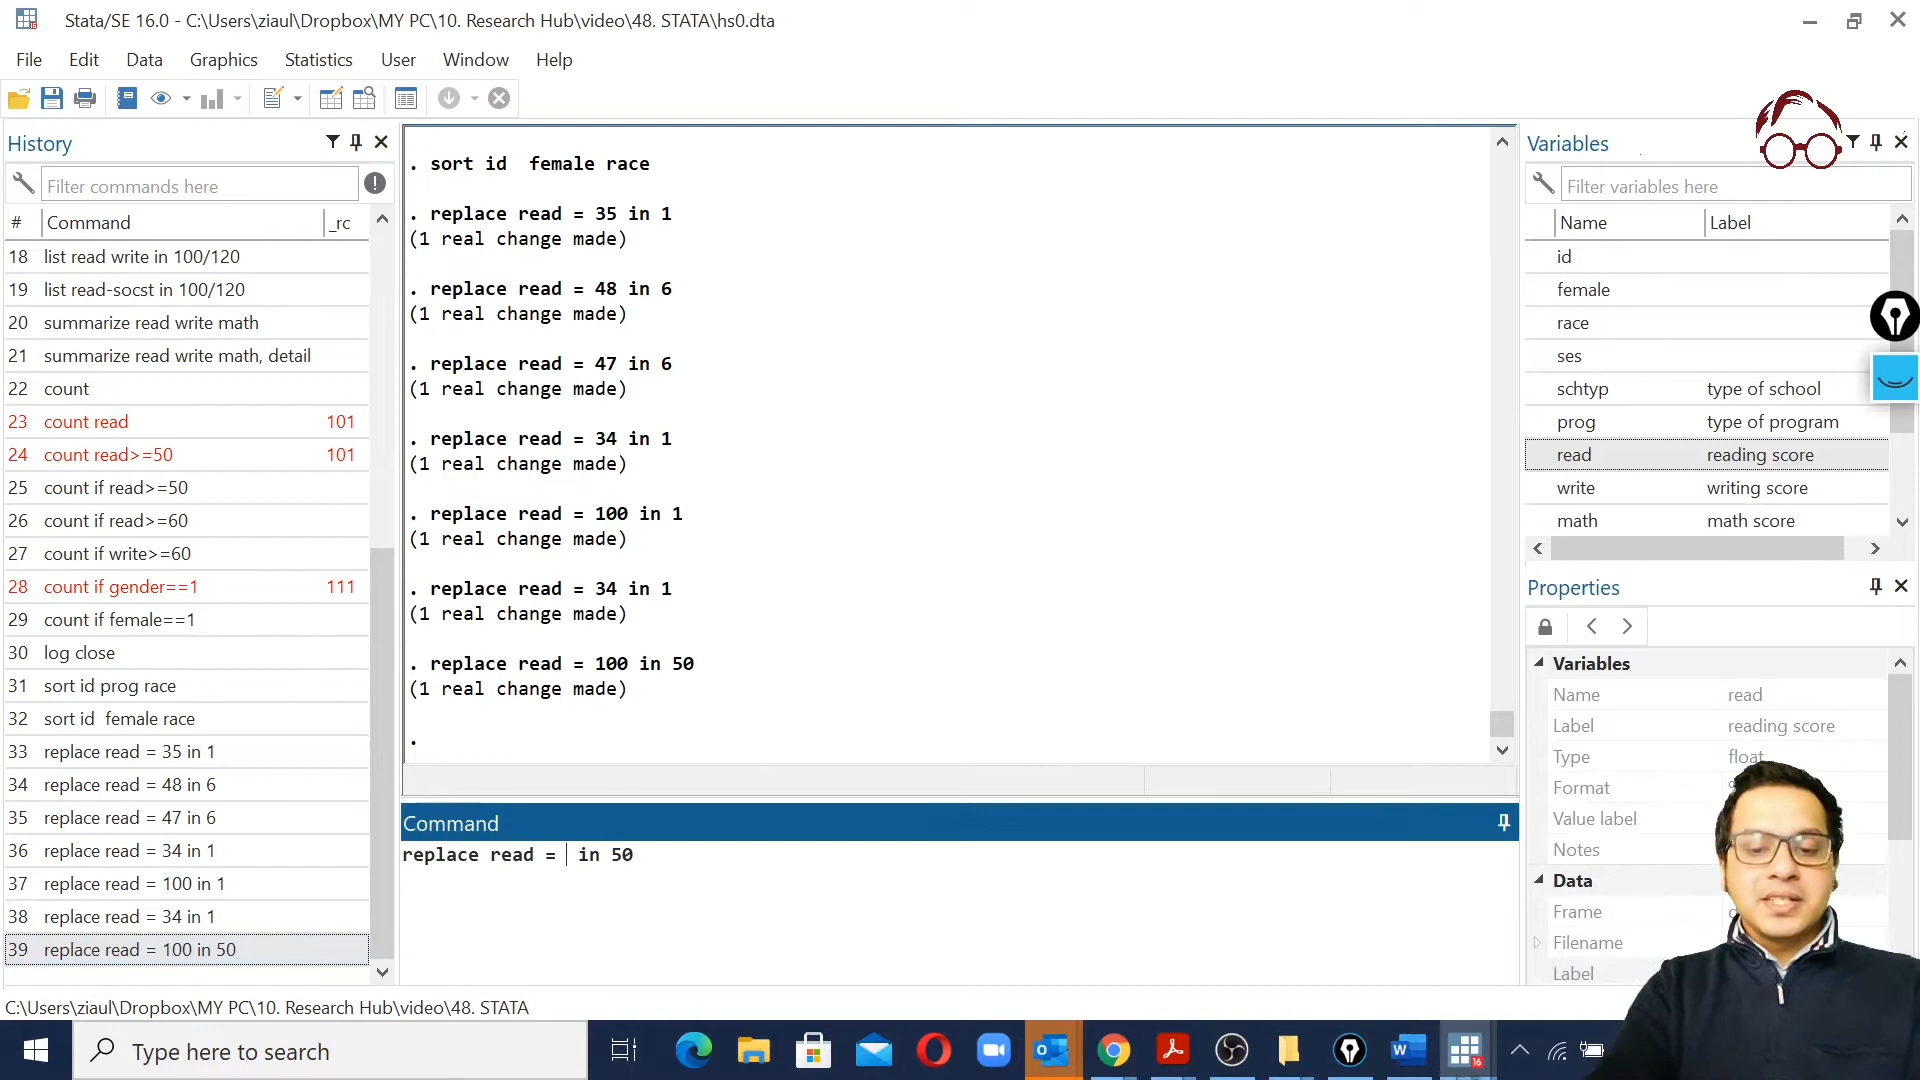 Stata/SE 16.0 - C:\Users\ziaul\Dropbox\MY PC\10. Research Hub\video\48. STATA\hs0.dta
File Edit Data Graphics Statistics User Window Help
History
Filter commands here
# Command _rc
18 list read write in 100/120
19 list read-socst in 100/120
20 summarize read write math
21 summarize read write math, detail
22 count
23 count read 101
24 count read>=50 101
25 count if read>=50
26 count if read>=60
27 count if write>=60
28 count if gender==1 111
29 count if female==1
30 log close
31 sort id prog race
32 sort id  female race
33 replace read = 35 in 1
34 replace read = 48 in 6
35 replace read = 47 in 6
36 replace read = 34 in 1
37 replace read = 100 in 1
38 replace read = 34 in 1
39 replace read = 100 in 50
. sort id  female race
. replace read = 35 in 1
(1 real change made)
. replace read = 48 in 6
(1 real change made)
. replace read = 47 in 6
(1 real change made)
. replace read = 34 in 1
(1 real change made)
. replace read = 100 in 1
(1 real change made)
. replace read = 34 in 1
(1 real change made)
. replace read = 100 in 50
(1 real change made)
.
Command
replace read =  in 50
Variables
Filter variables here
Name Label
id
female
race
ses
schtyp type of school
prog type of program
read reading score
write writing score
math math score
Properties
Variables
Name read
Label reading score
Type float
Format
Value label
Notes
Data
Frame
Filename
Label
C:\Users\ziaul\Dropbox\MY PC\10. Research Hub\video\48. STATA
Type here to search